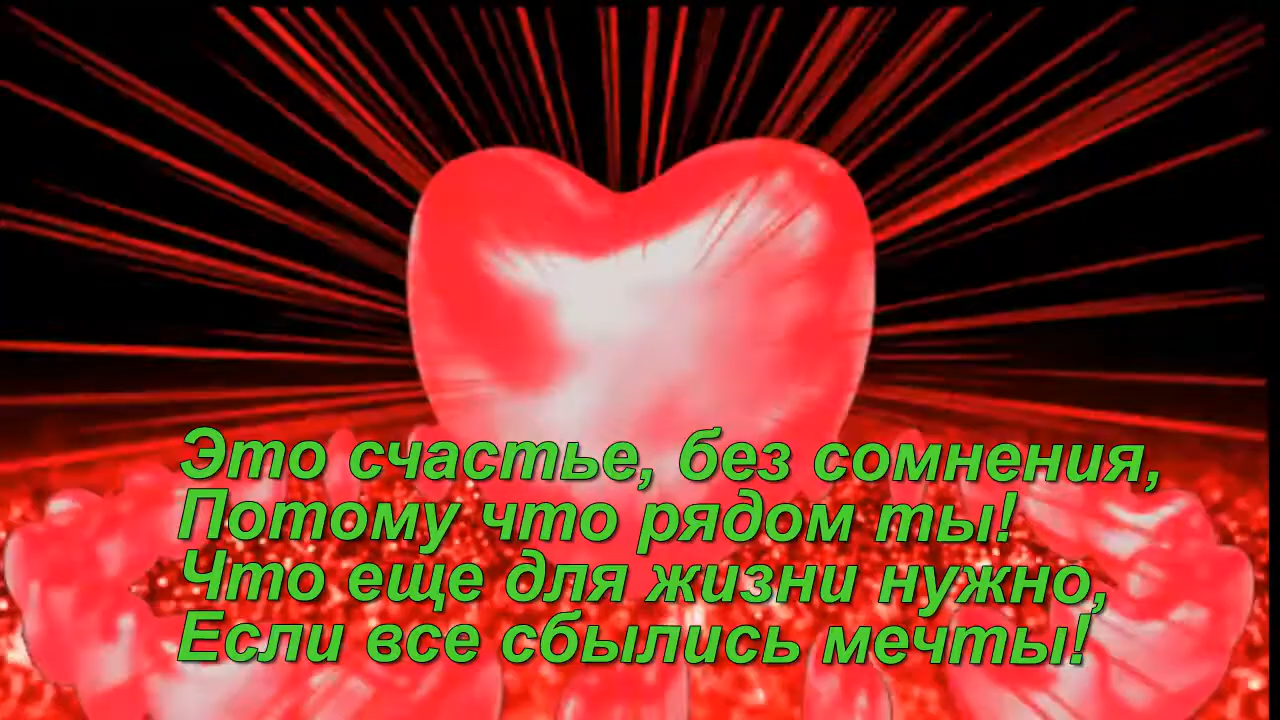 Это счастье, без сомнения,
Потому что рядом ты!
Что еще для жизни нужно,
Если все сбылись мечты!